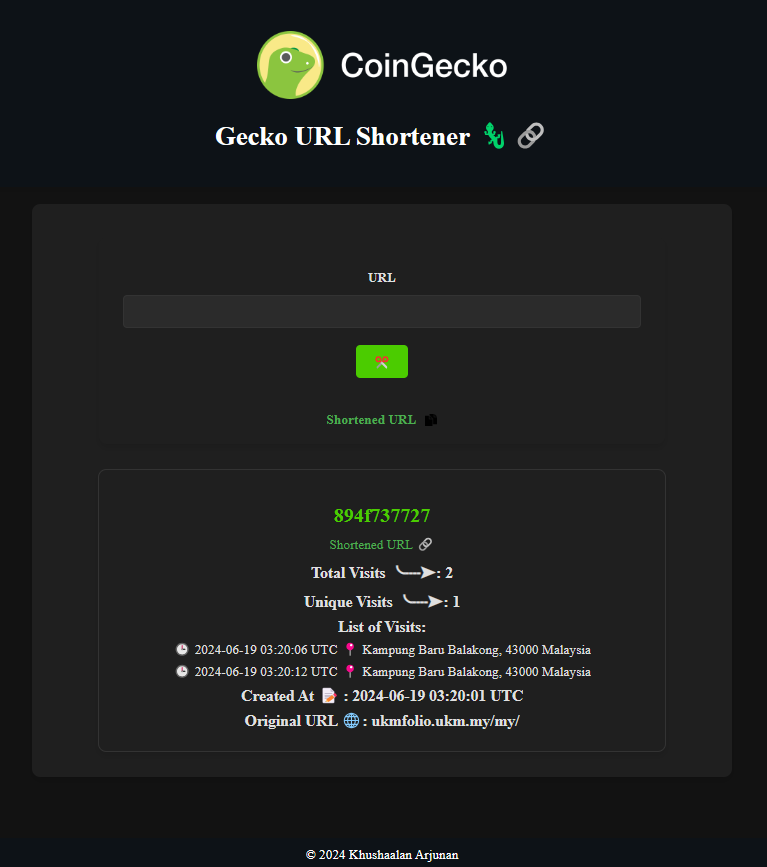 CoinGecko
Gecko URL Shortener 🦎 🔗
URL
✂
Shortened URL
894f737727
Shortened URL 🔗
Total Visits : 2
Unique Visits : 1
List of Visits:
🕒 2024-06-19 03:20:06 UTC 📍 Kampung Baru Balakong, 43000 Malaysia
🕒 2024-06-19 03:20:12 UTC 📍 Kampung Baru Balakong, 43000 Malaysia
Created At 📝 : 2024-06-19 03:20:01 UTC
Original URL 🌐 : ukmfolio.ukm.my/my/
© 2024 Khushaalan Arjunan